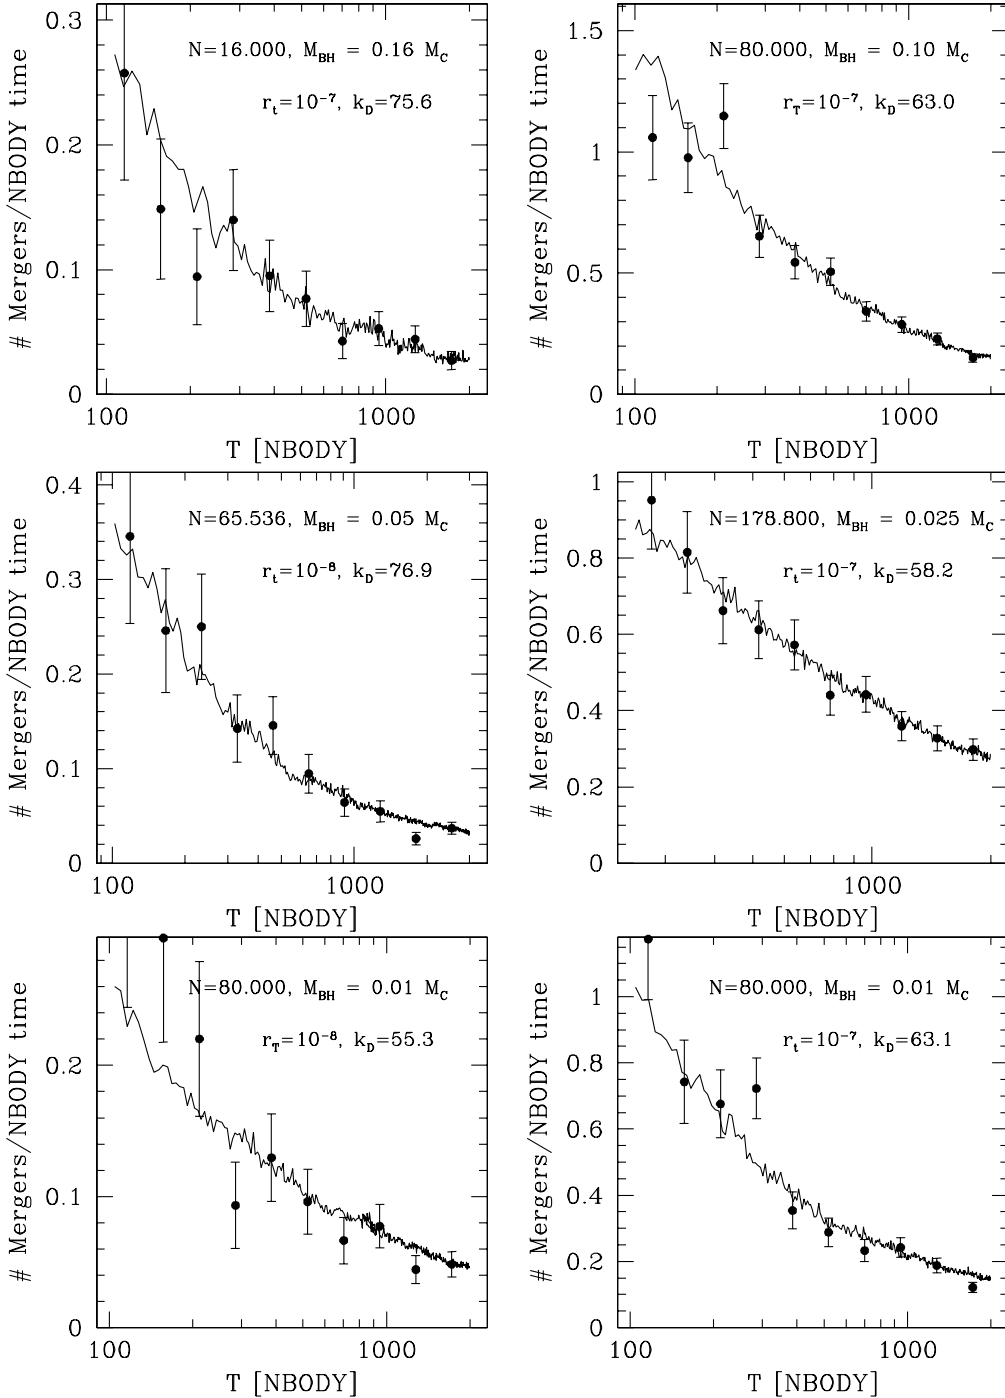 0.3
0.2
0.1
0
# Mergers/NBODY time
N=16.000, M_BH = 0.16 M_C
r_t=10^-7, k_D=75.6
100 1000
T [NBODY]
1.5
1
0.5
0
# Mergers/NBODY time
N=80.000, M_BH = 0.10 M_C
r_T=10^-7, k_D=63.0
100 1000
T [NBODY]
0.4
0.3
0.2
0.1
0
# Mergers/NBODY time
N=65.536, M_BH = 0.05 M_C
r_t=10^-8, k_D=76.9
100 1000
T [NBODY]
1
0.8
0.6
0.4
0.2
0
# Mergers/NBODY time
N=178.800, M_BH = 0.025 M_C
r_t=10^-7, k_D=58.2
1000
T [NBODY]
0.2
0.1
0
# Mergers/NBODY time
N=80.000, M_BH = 0.01 M_C
r_T=10^-8, k_D=55.3
100 1000
T [NBODY]
1
0.8
0.6
0.4
0.2
0
# Mergers/NBODY time
N=80.000, M_BH = 0.01 M_C
r_t=10^-7, k_D=63.1
100 1000
T [NBODY]